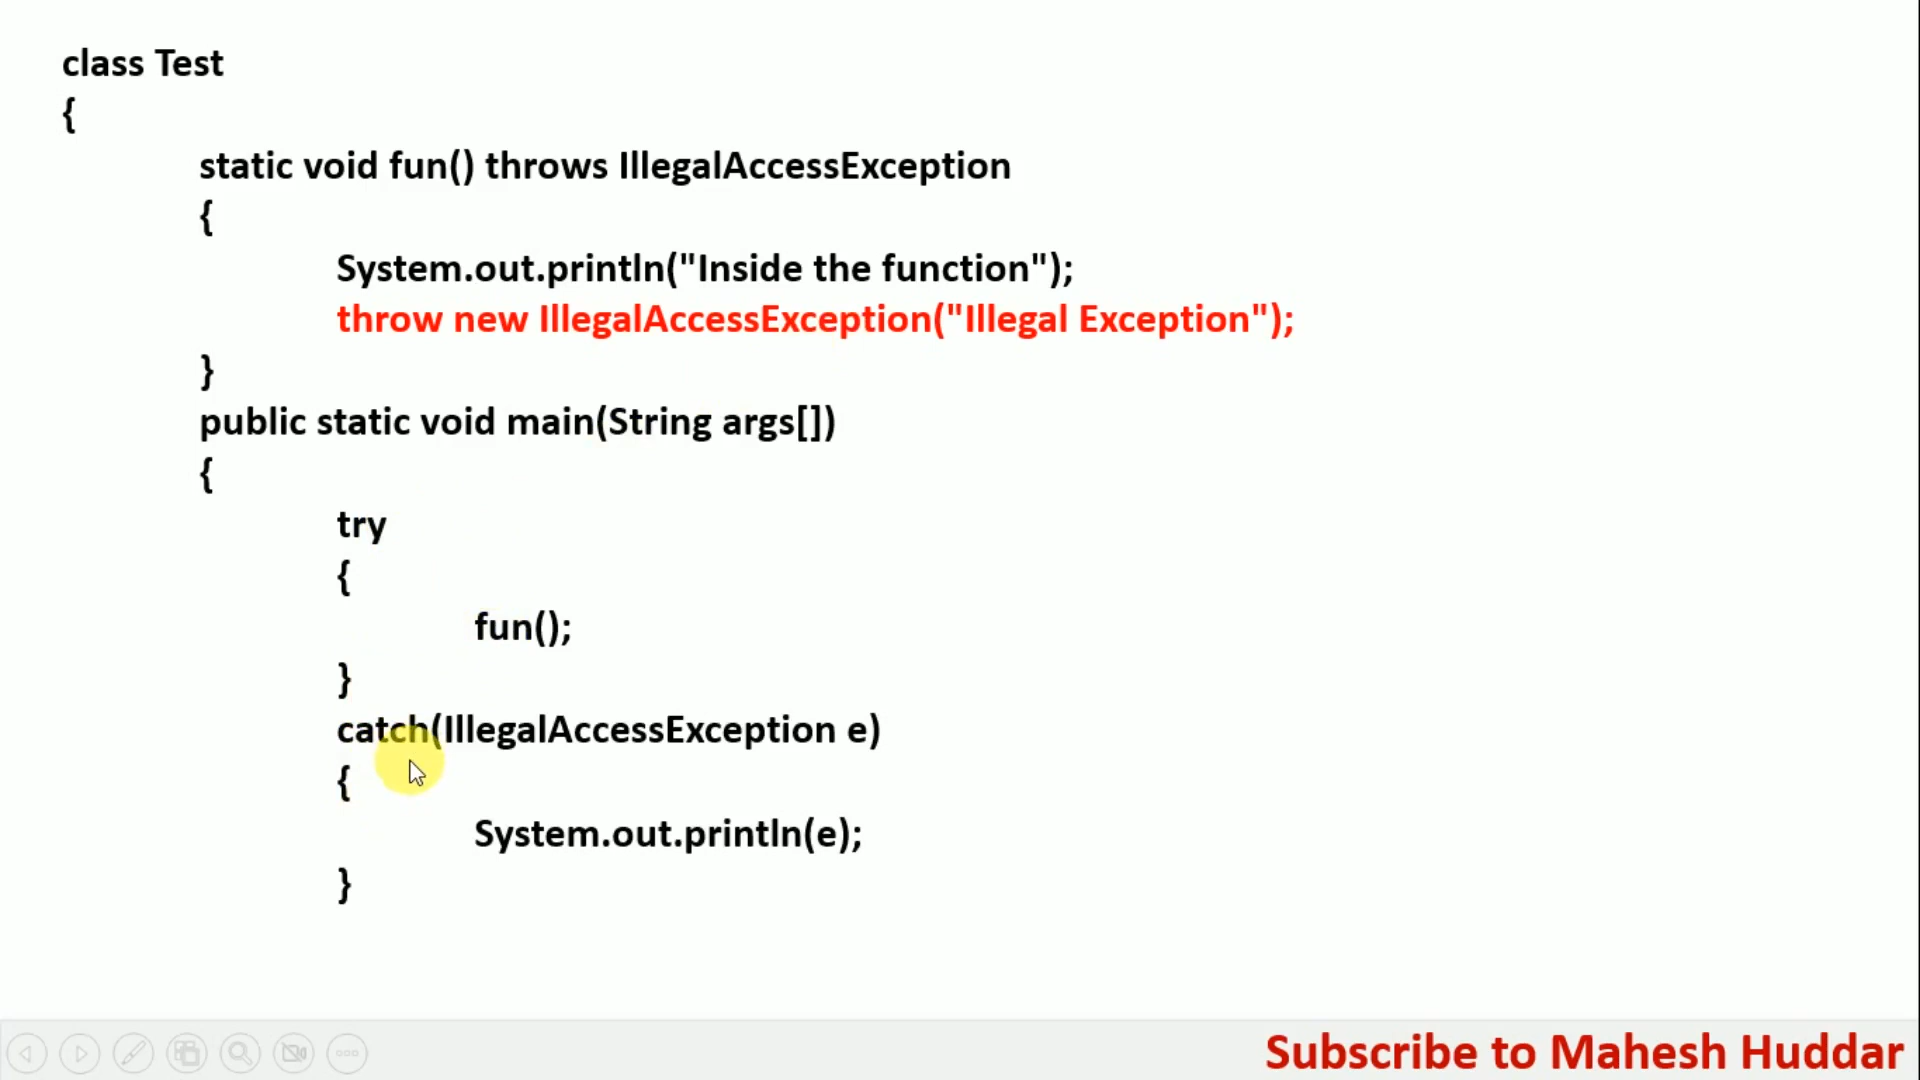 class Test
{
static void fun() throws IllegalAccessException
{
System.out.println("Inside the function");
throw new IllegalAccessException("Illegal Exception");
}
public static void main(String args[])
{
try
{
fun();
}
catch(IllegalAccessException e)
{
System.out.println(e);
}
Subscribe to Mahesh Huddar